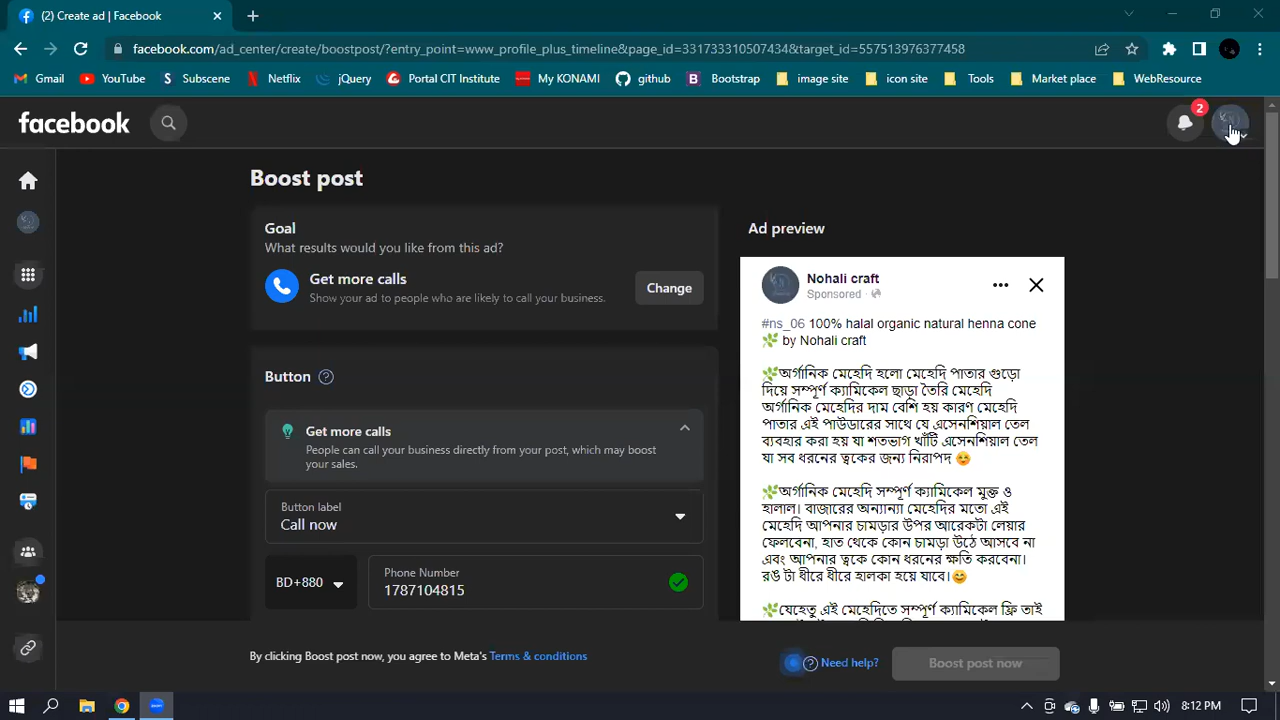 (2) Create ad | Facebook
facebook.com/ad_center/create/boostpost/?entry_point=www_profile_plus_timeline&page_id=331733310507434&target_id=557513976377458
Gmail YouTube Subscene Netflix jQuery Portal CIT Institute My KONAMI github Bootstrap image site icon site Tools Market place WebResource
facebook
2
Boost post
Goal
What results would you like from this ad?
Get more calls
Show your ad to people who are likely to call your business.
Change
Button
Get more calls
People can call your business directly from your post, which may boost
your sales.
Button label
Call now
BD+880
Phone Number
1787104815
Ad preview
Nohali craft
Sponsored
#ns_06 100% halal organic natural henna cone
🌿 by Nohali craft
🌿অর্গানিক মেহেদি হলো মেহেদি পাতার গুড়ো
দিয়ে সম্পূর্ণ ক্যামিকেল ছাড়া তৈরি মেহেদি
অর্গানিক মেহেদির দাম বেশি হয় কারণ মেহেদি
পাতার এই পাউডারের সাথে যে এসেনশিয়াল তেল
ব্যবহার করা হয় যা শতভাগ খাঁটি এসেনশিয়াল তেল
যা সব ধরনের ত্বকের জন্য নিরাপদ ☺️
🌿অর্গানিক মেহেদি সম্পূর্ণ ক্যামিকেল মুক্ত ও
হালাল। বাজারের অন্যান্যা মেহেদির মতো এই
মেহেদি আপনার চামড়ার উপর আরেকটা লেয়ার
ফেলবেনা, হাত থেকে কোন চামড়া উঠে আসবে না
এবং আপনার ত্বকে কোন ধরনের ক্ষতি করবেনা।
রঙ টা ধীরে ধীরে হালকা হয়ে যাবে।😊
🌿যেহেতু এই মেহেদিতে সম্পূর্ণ ক্যামিকেল ফ্রি তাই
By clicking Boost post now, you agree to Meta's Terms & conditions
Need help?
Boost post now
8:12 PM